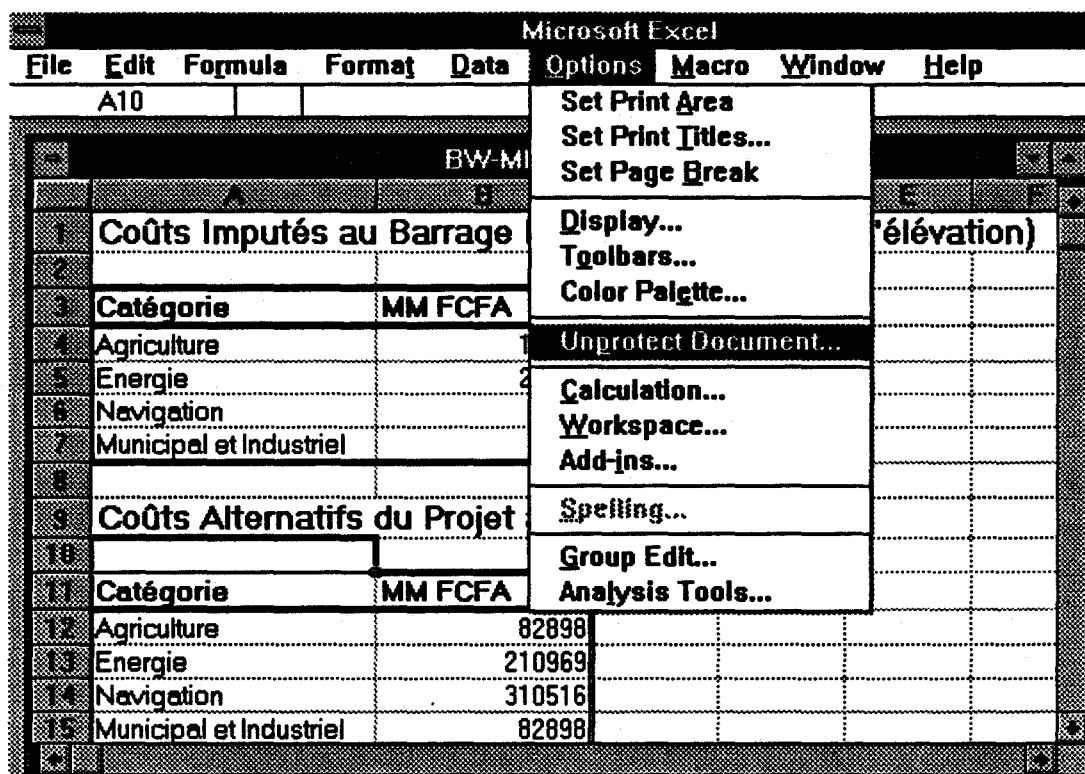 Microsoft Excel
File Edit Formula Format Data Options Macro Window Help
A10
Set Print Area
Set Print Titles...
Set Page Break
Display...
Toolbars...
Color Palette...
Unprotect Document...
Calculation...
Workspace...
Add-ins...
Spelling...
Group Edit...
Analysis Tools...
BW-MI
A B E F
1 Coûts Imputés au Barrage 'élévation)
2
3 Catégorie MM FCFA
4 Agriculture 1
5 Energie 2
6 Navigation
7 Municipal et Industriel
8
9 Coûts Alternatifs du Projet
10
11 Catégorie MM FCFA
12 Agriculture 82898
13 Energie 210969
14 Navigation 310516
15 Municipal et Industriel 82898